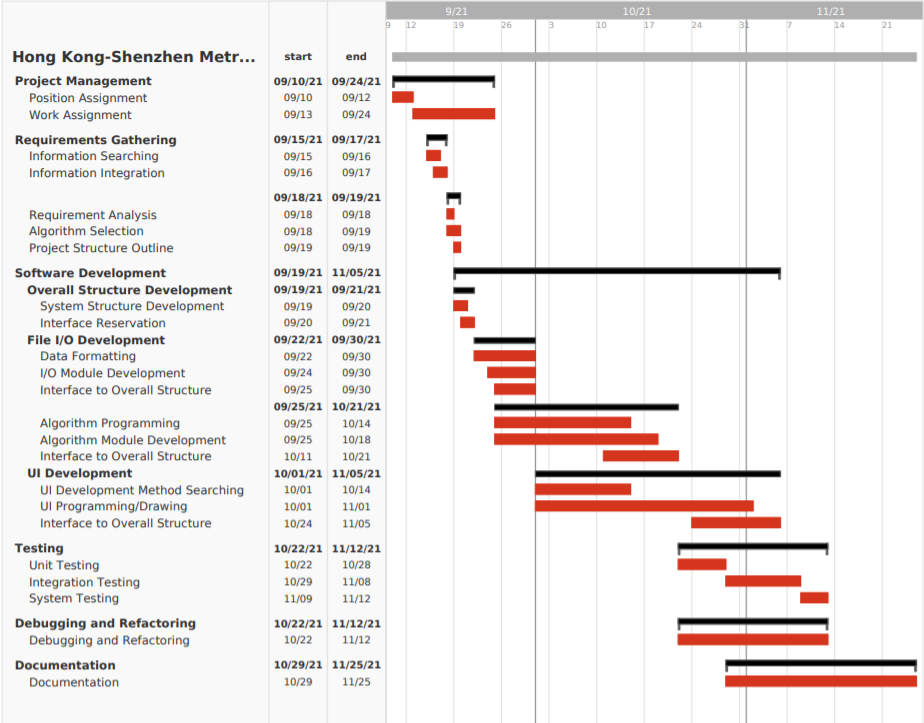 9/21 10/21 11/21
9 12 19 26 3 10 17 24 31 7 14 21
Hong Kong-Shenzhen Metr... start end
Project Management 09/10/21 09/24/21
Position Assignment 09/10 09/12
Work Assignment 09/13 09/24
Requirements Gathering 09/15/21 09/17/21
Information Searching 09/15 09/16
Information Integration 09/16 09/17
09/18/21 09/19/21
Requirement Analysis 09/18 09/18
Algorithm Selection 09/18 09/19
Project Structure Outline 09/19 09/19
Software Development 09/19/21 11/05/21
Overall Structure Development 09/19/21 09/21/21
System Structure Development 09/19 09/20
Interface Reservation 09/20 09/21
File I/O Development 09/22/21 09/30/21
Data Formatting 09/22 09/30
I/O Module Development 09/24 09/30
Interface to Overall Structure 09/25 09/30
09/25/21 10/21/21
Algorithm Programming 09/25 10/14
Algorithm Module Development 09/25 10/18
Interface to Overall Structure 10/11 10/21
UI Development 10/01/21 11/05/21
UI Development Method Searching 10/01 10/14
UI Programming/Drawing 10/01 11/01
Interface to Overall Structure 10/24 11/05
Testing 10/22/21 11/12/21
Unit Testing 10/22 10/28
Integration Testing 10/29 11/08
System Testing 11/09 11/12
Debugging and Refactoring 10/22/21 11/12/21
Debugging and Refactoring 10/22 11/12
Documentation 10/29/21 11/25/21
Documentation 10/29 11/25